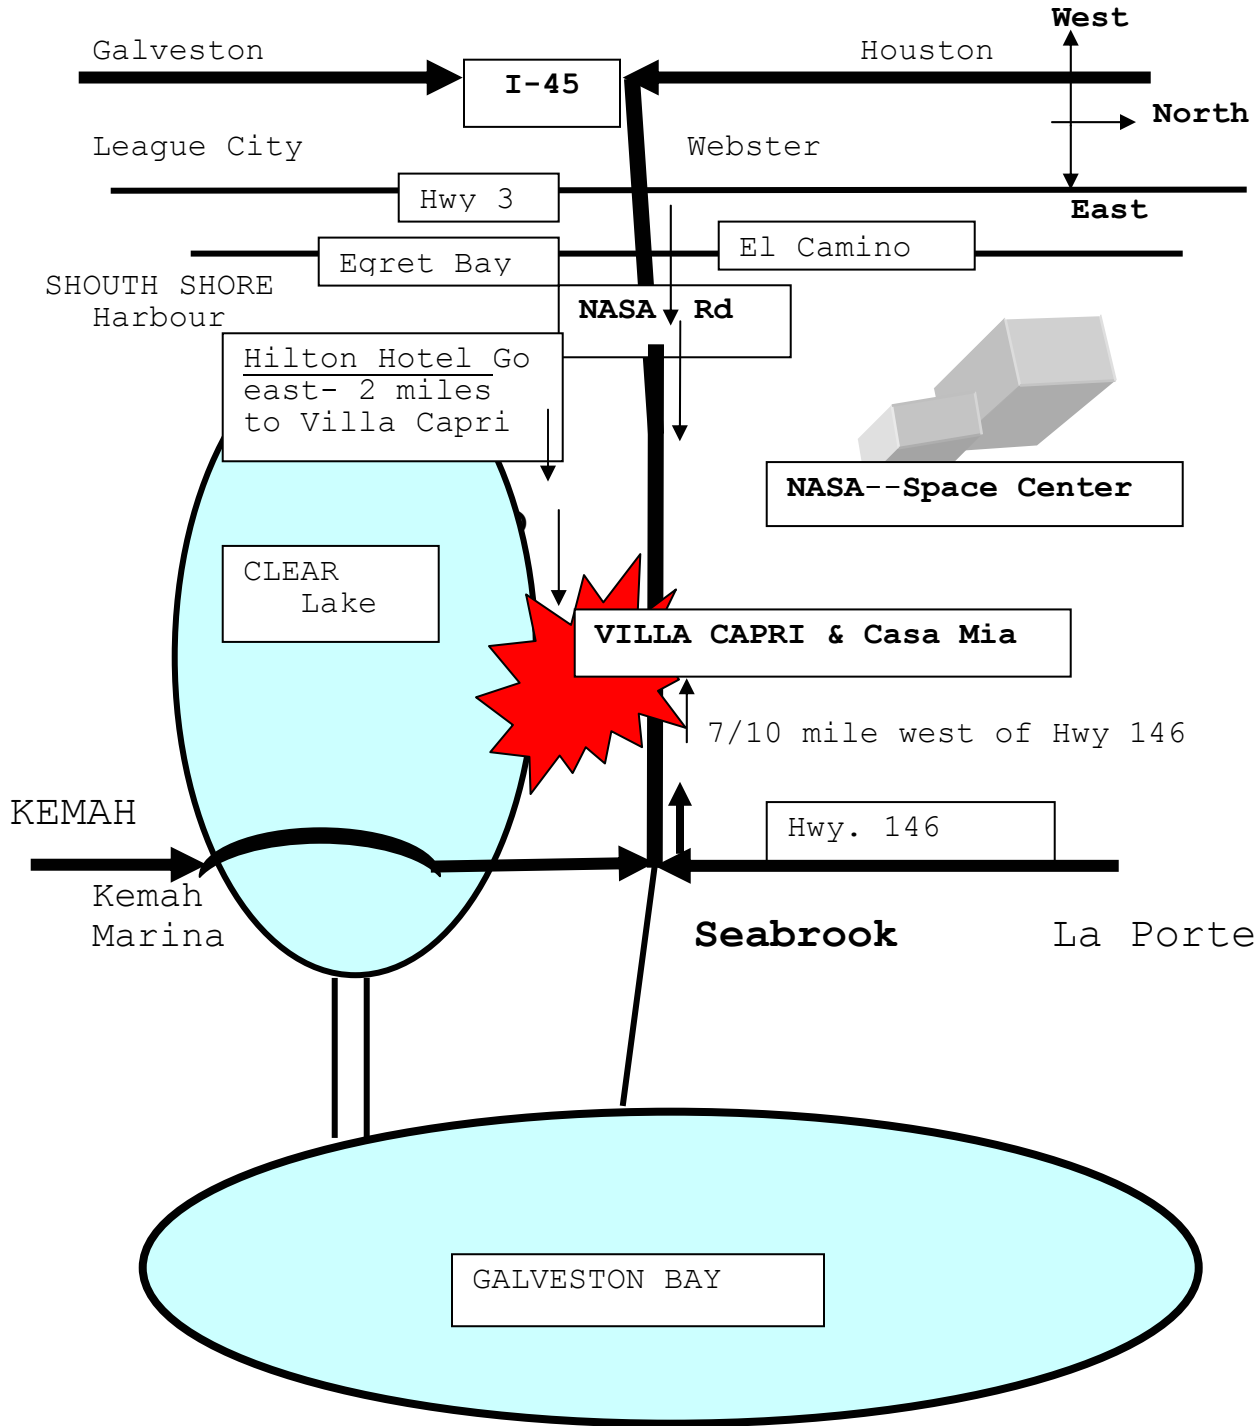 West
Galveston
Houston
I-45
North
League City
Webster
Hwy 3
East
El Camino
Egret Bay
SHOUTH SHORE
Harbour
NASA Rd
Hilton Hotel Go
east- 2 miles
to Villa Capri
NASA--Space Center
CLEAR
Lake
VILLA CAPRI & Casa Mia
7/10 mile west of Hwy 146
KEMAH
Hwy. 146
Kemah
Marina
Seabrook
La Porte
GALVESTON BAY